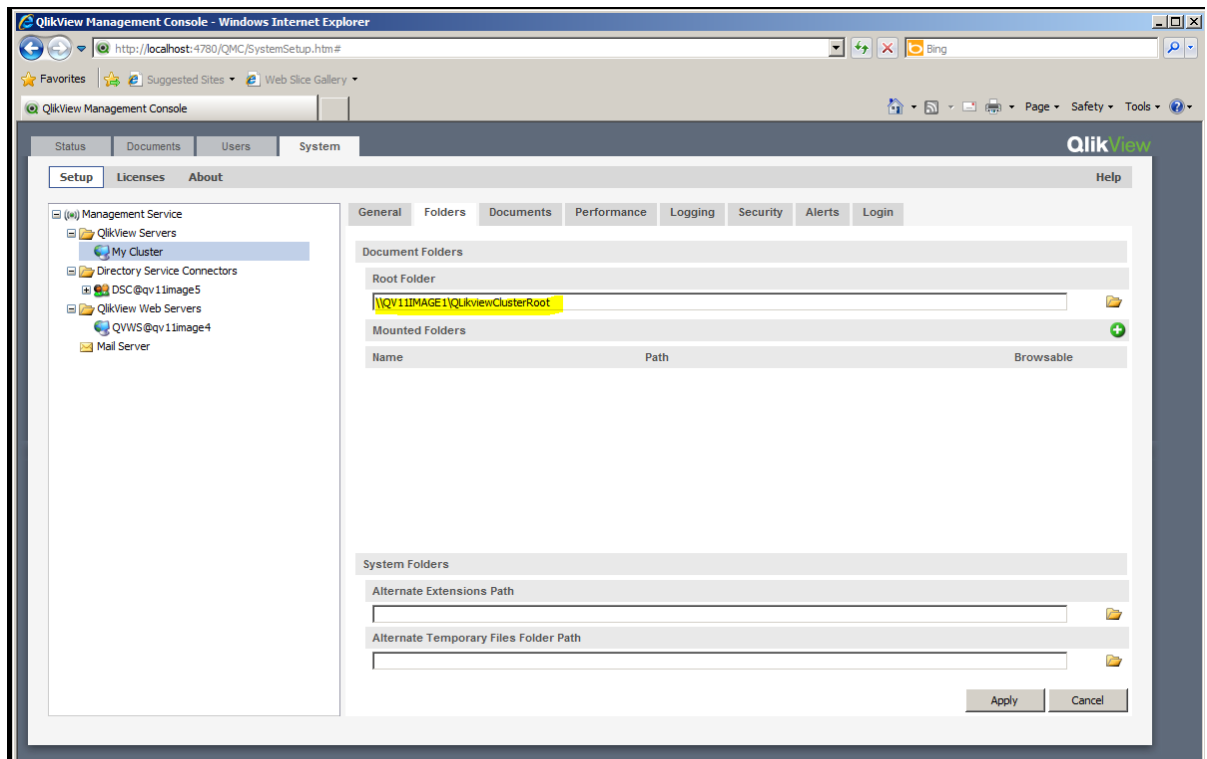 QlikView Management Console - Windows Internet Explorer
http://localhost:4780/QMC/SystemSetup.htm#
Bing
Favorites Suggested Sites Web Slice Gallery
QlikView Management Console
Page Safety Tools
Status Documents Users System
QlikView
Setup Licenses About Help
Management Service
QlikView Servers
My Cluster
Directory Service Connectors
DSC@qv11image5
QlikView Web Servers
QVWS@qv11image4
Mail Server
General Folders Documents Performance Logging Security Alerts Login
Document Folders
Root Folder
\\QV11IMAGE1\QLikviewClusterRoot
Mounted Folders
Name Path Browsable
System Folders
Alternate Extensions Path
Alternate Temporary Files Folder Path
Apply Cancel